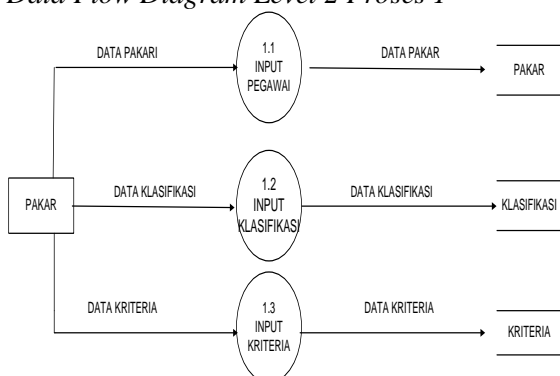 Data Flow Diagram Level 2 Proses 1
DATA PAKARI
1.1
INPUT
PEGAWAI
DATA PAKAR
PAKAR
PAKAR
DATA KLASIFIKASI
1.2
INPUT
KLASIFIKASI
DATA KLASIFIKASI
KLASIFIKASI
DATA KRITERIA
1.3
INPUT
KRITERIA
DATA KRITERIA
KRITERIA